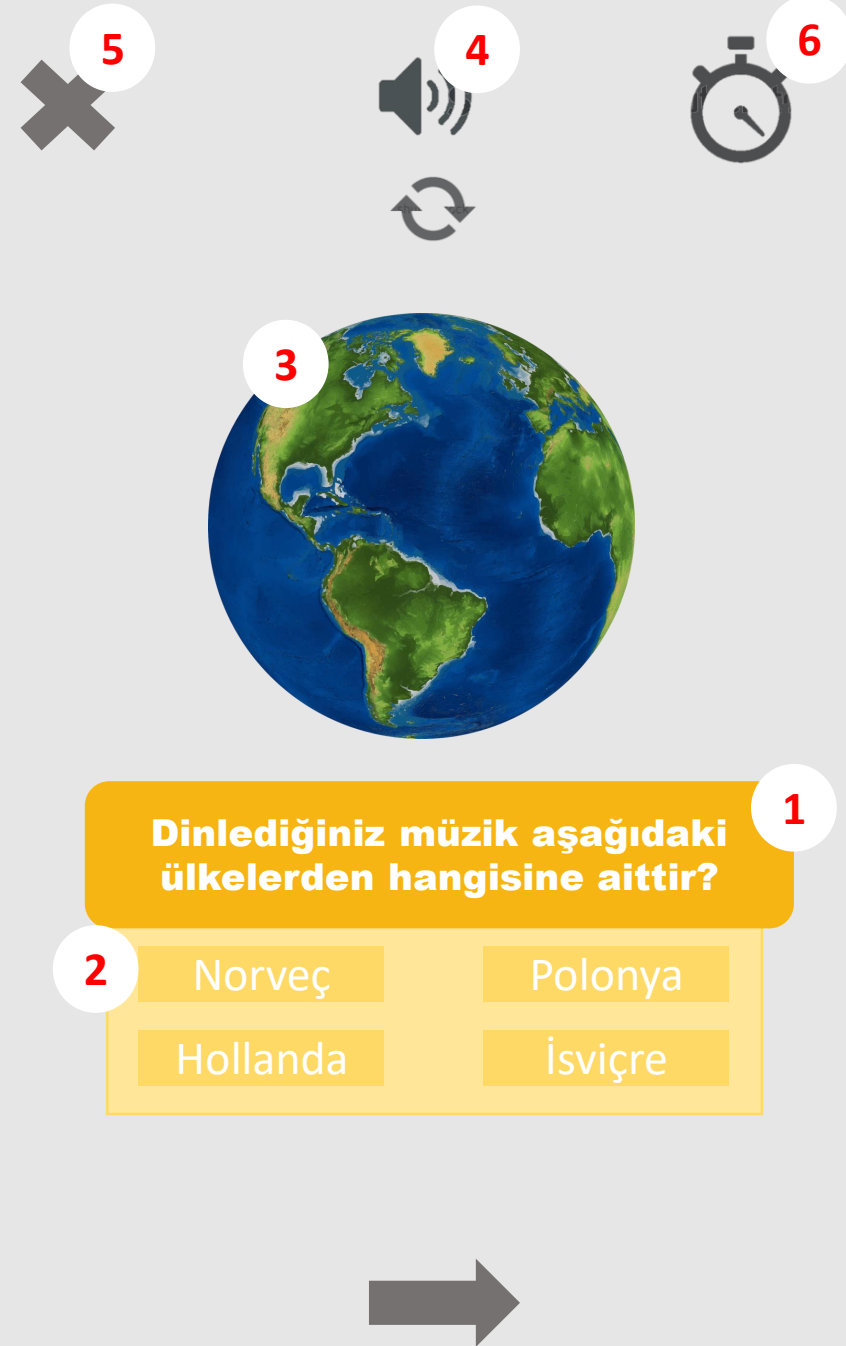 5
4
6
3
1
Dinlediğiniz müzik aşağıdaki
ülkelerden hangisine aittir?
2
Norveç
Polonya
Hollanda
İsviçre